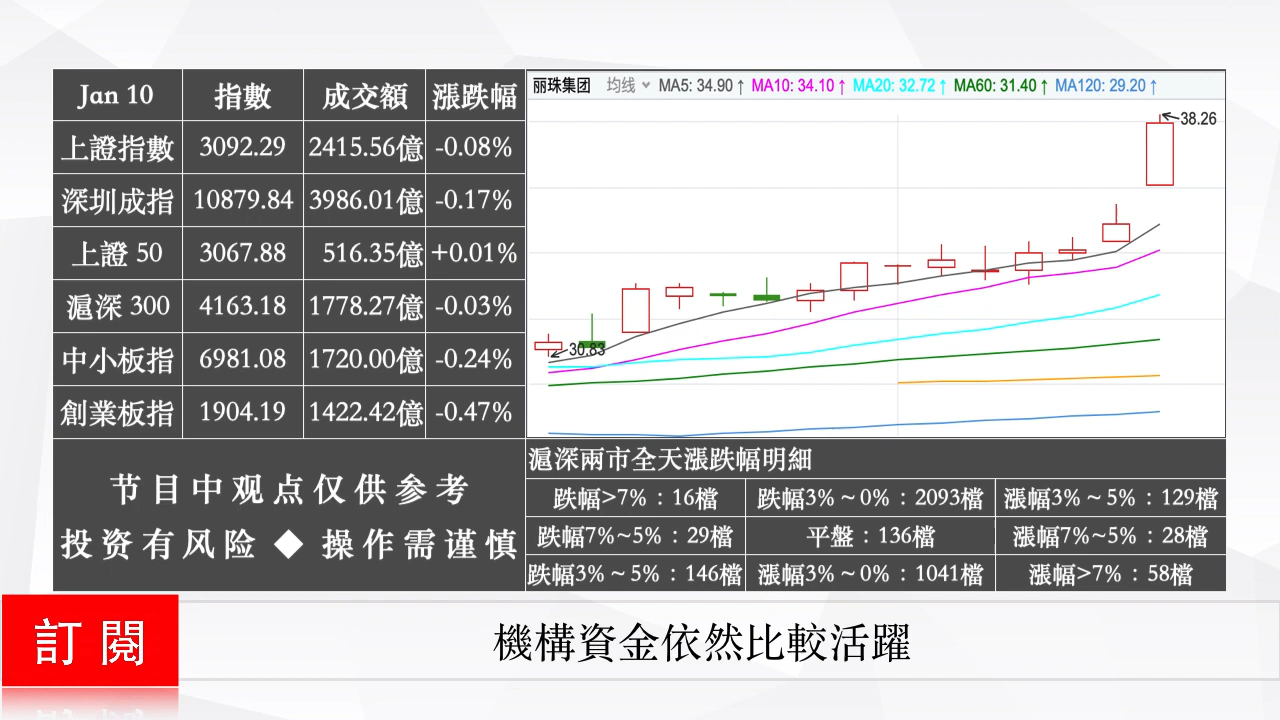 Jan 10 指數 成交額 漲跌幅
上證指數 3092.29 2415.56億 -0.08%
深圳成指 10879.84 3986.01億 -0.17%
上證 50 3067.88 516.35億 +0.01%
滬深 300 4163.18 1778.27億 -0.03%
中小板指 6981.08 1720.00億 -0.24%
創業板指 1904.19 1422.42億 -0.47%
节目中观点仅供参考
投资有风险 ◆ 操作需谨慎
丽珠集团 均线 MA5: 34.90↑ MA10: 34.10↑ MA20: 32.72↑ MA60: 31.40↑ MA120: 29.20↑
38.26
30.83
滬深兩市全天漲跌幅明細
跌幅>7%：16檔 跌幅3%～0%：2093檔 漲幅3%～5%：129檔
跌幅7%~5%：29檔 平盤：136檔 漲幅7%~5%：28檔
跌幅3%～5%：146檔 漲幅3%～0%：1041檔 漲幅>7%：58檔
訂閱 機構資金依然比較活躍